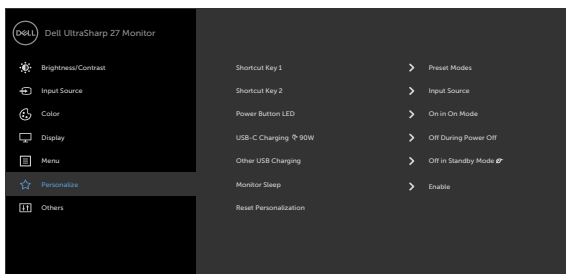 DELL Dell UltraSharp 27 Monitor
Brightness/Contrast Shortcut Key 1 Preset Modes
Input Source Shortcut Key 2 Input Source
Color Power Button LED On in On Mode
Display USB-C Charging 90W Off During Power Off
Menu Other USB Charging Off in Standby Mode
Personalize Monitor Sleep Enable
Others Reset Personalization